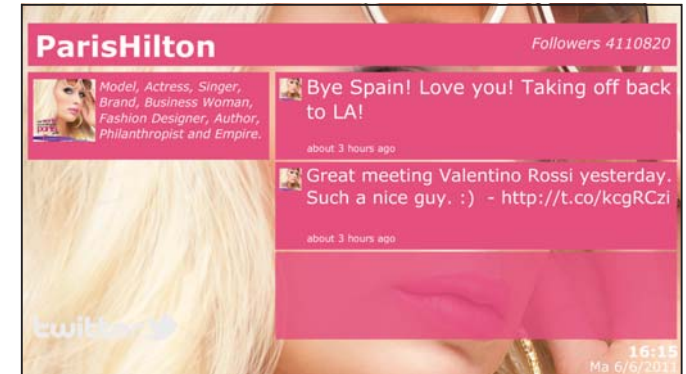 ParisHilton
Followers 4110820
Model, Actress, Singer,
Brand, Business Woman,
Fashion Designer, Author,
Philanthropist and Empire.
Bye Spain! Love you! Taking off back
to LA!
about 3 hours ago
Great meeting Valentino Rossi yesterday.
Such a nice guy. :) - http://t.co/kcgRCzi
about 3 hours ago
twitter
16:15
Ma 6/6/2011